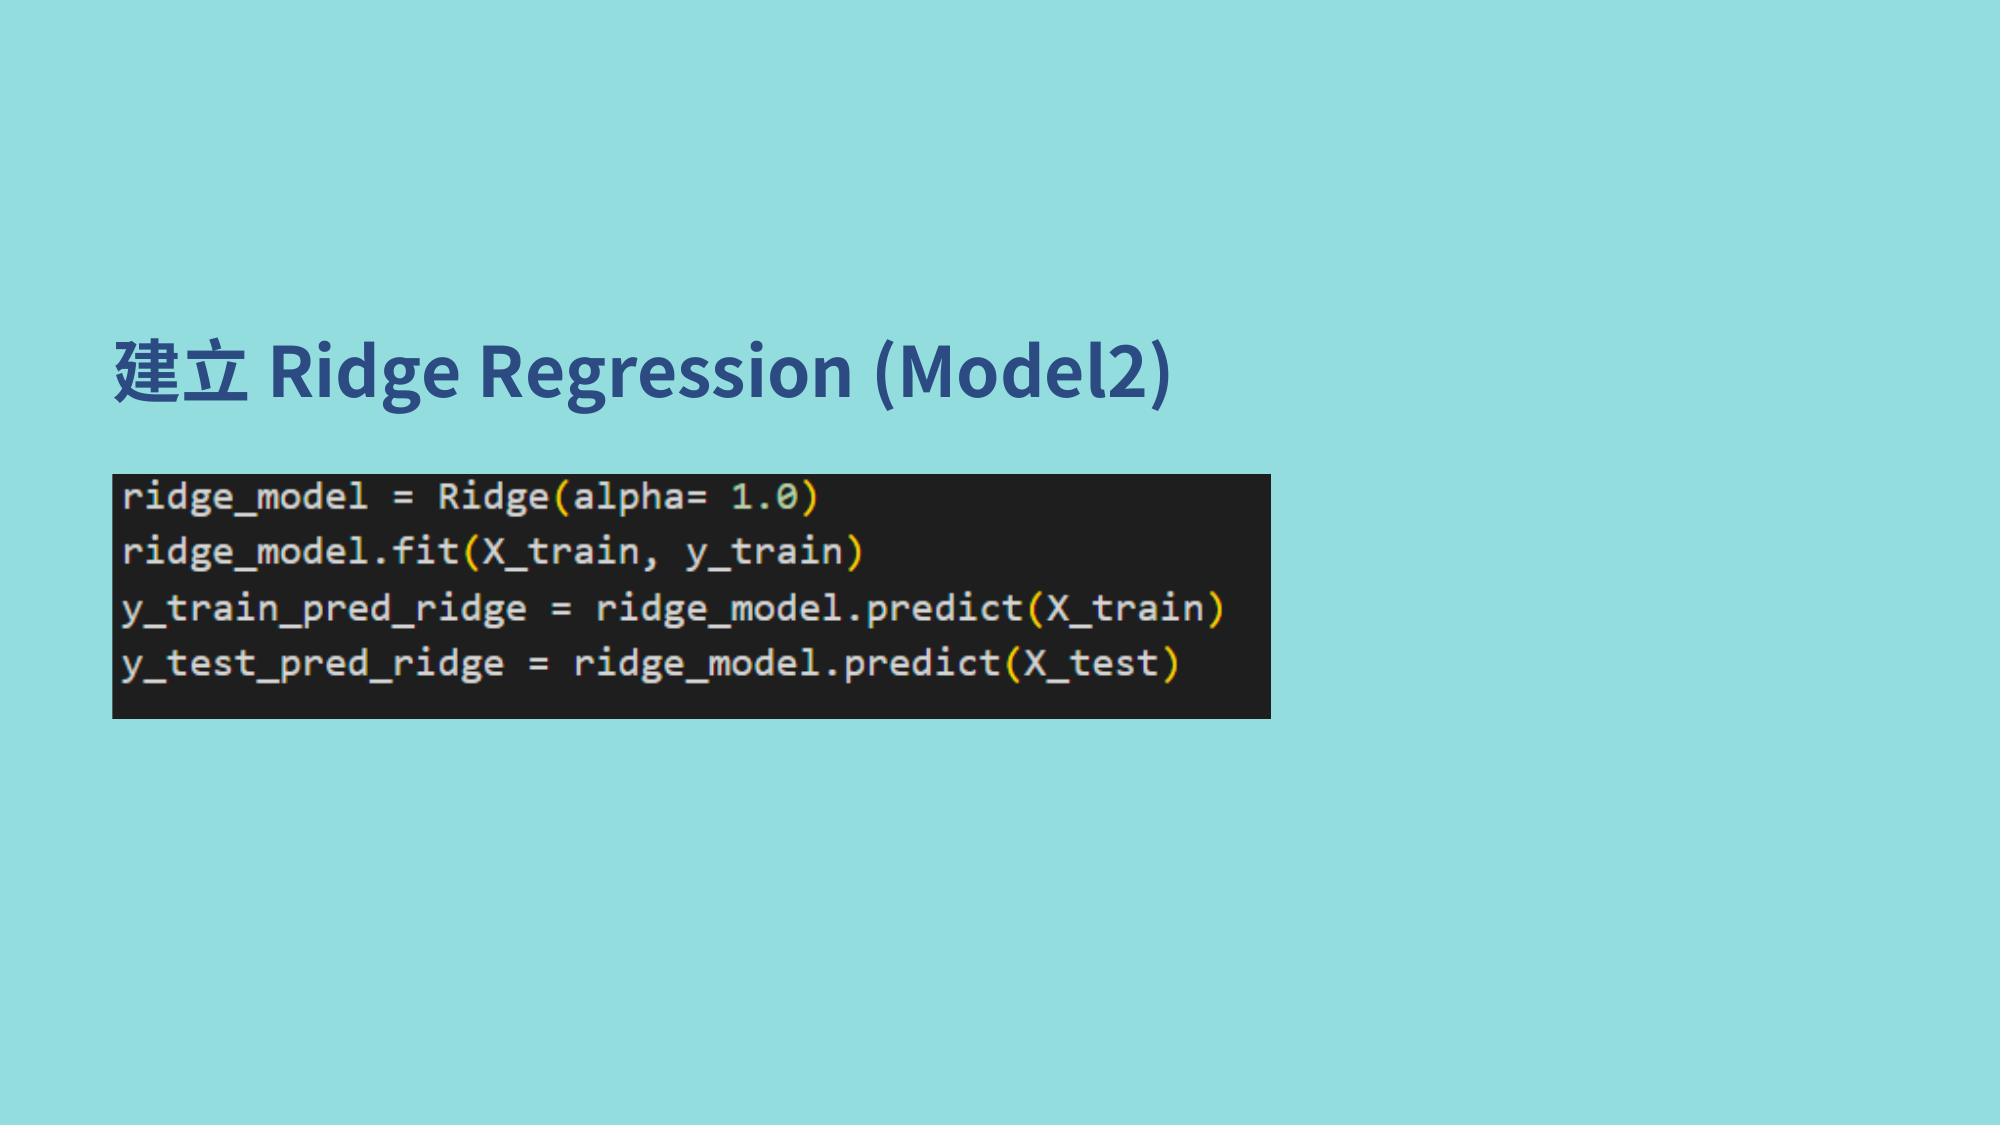 建立 Ridge Regression (Model2)
ridge_model = Ridge(alpha= 1.0)
ridge_model.fit(X_train, y_train)
y_train_pred_ridge = ridge_model.predict(X_train)
y_test_pred_ridge = ridge_model.predict(X_test)